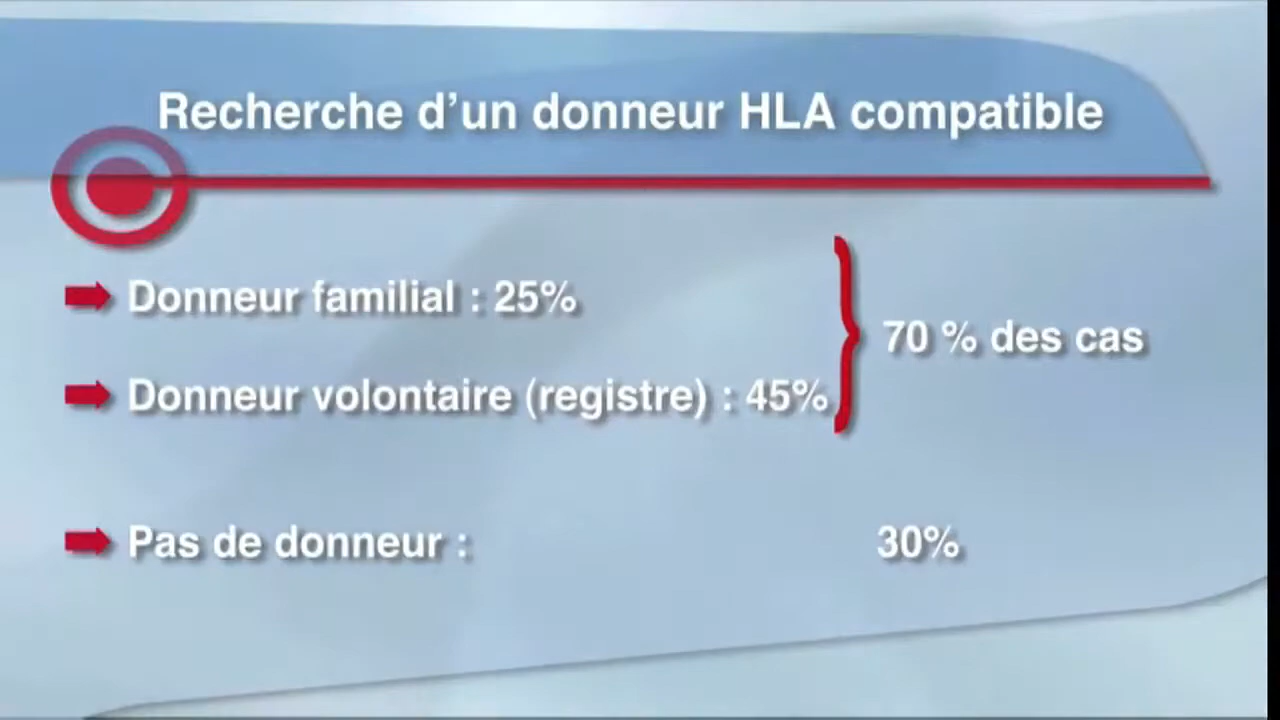 Recherche d’un donneur HLA compatible
Donneur familial : 25%
Donneur volontaire (registre) : 45%
70 % des cas
Pas de donneur : 30%